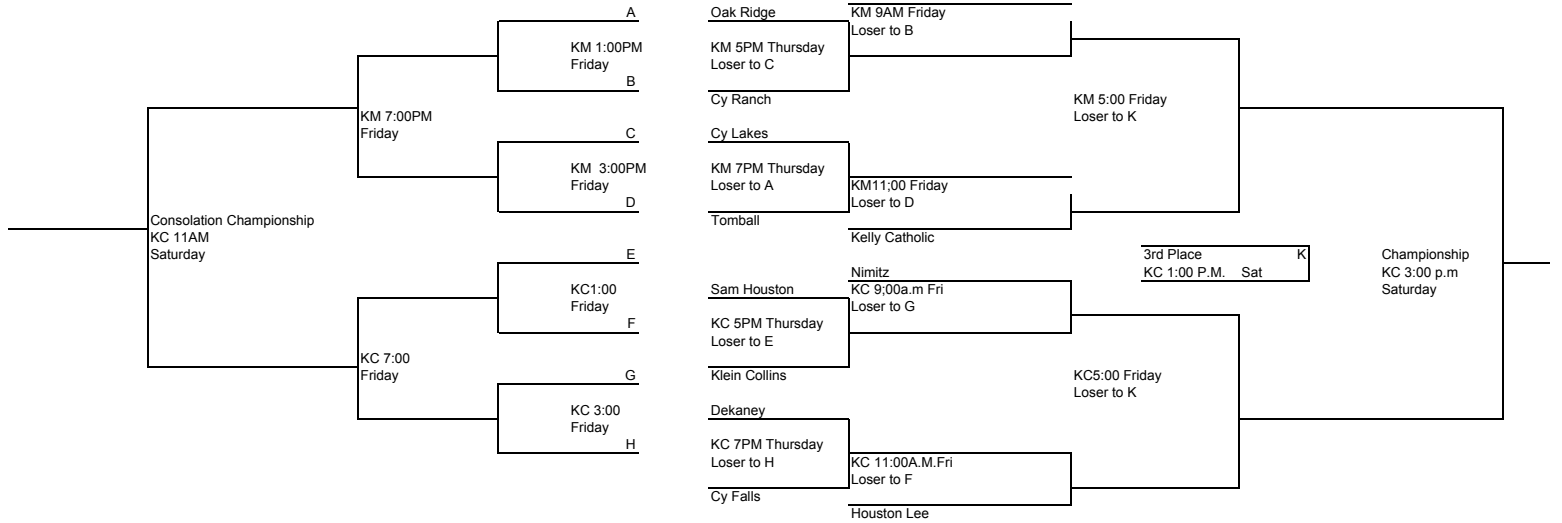 A
KM 1:00PM
Friday
B
KM 7:00PM
Friday
C
KM  3:00PM
Friday
D
Consolation Championship
KC 11AM
Saturday
E
KC1:00
Friday
F
KC 7:00
Friday
G
KC 3:00
Friday
H
Oak Ridge
KM 5PM Thursday
Loser to C
Cy Ranch
KM 9AM Friday
Loser to B
Cy Lakes
KM 7PM Thursday
Loser to A
Tomball
KM11;00 Friday
Loser to D
Kelly Catholic
KM 5:00 Friday
Loser to K
Nimitz
Sam Houston
KC 9;00a.m Fri
Loser to G
KC 5PM Thursday
Loser to E
Klein Collins
Dekaney
KC 7PM Thursday
Loser to H
Cy Falls
KC 11:00A.M.Fri
Loser to F
Houston Lee
KC5:00 Friday
Loser to K
3rd Place K
KC 1:00 P.M. Sat
Championship
KC 3:00 p.m
Saturday